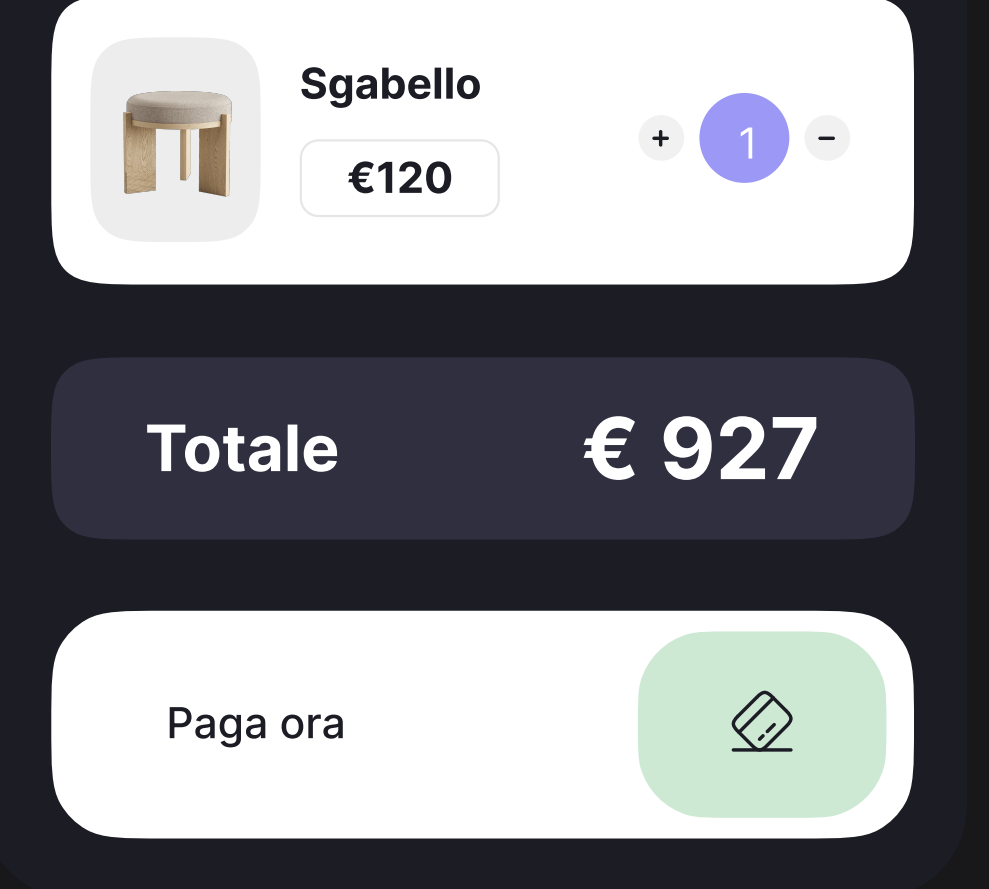 Sgabello
€120
+ 1 −
Totale € 927
Paga ora